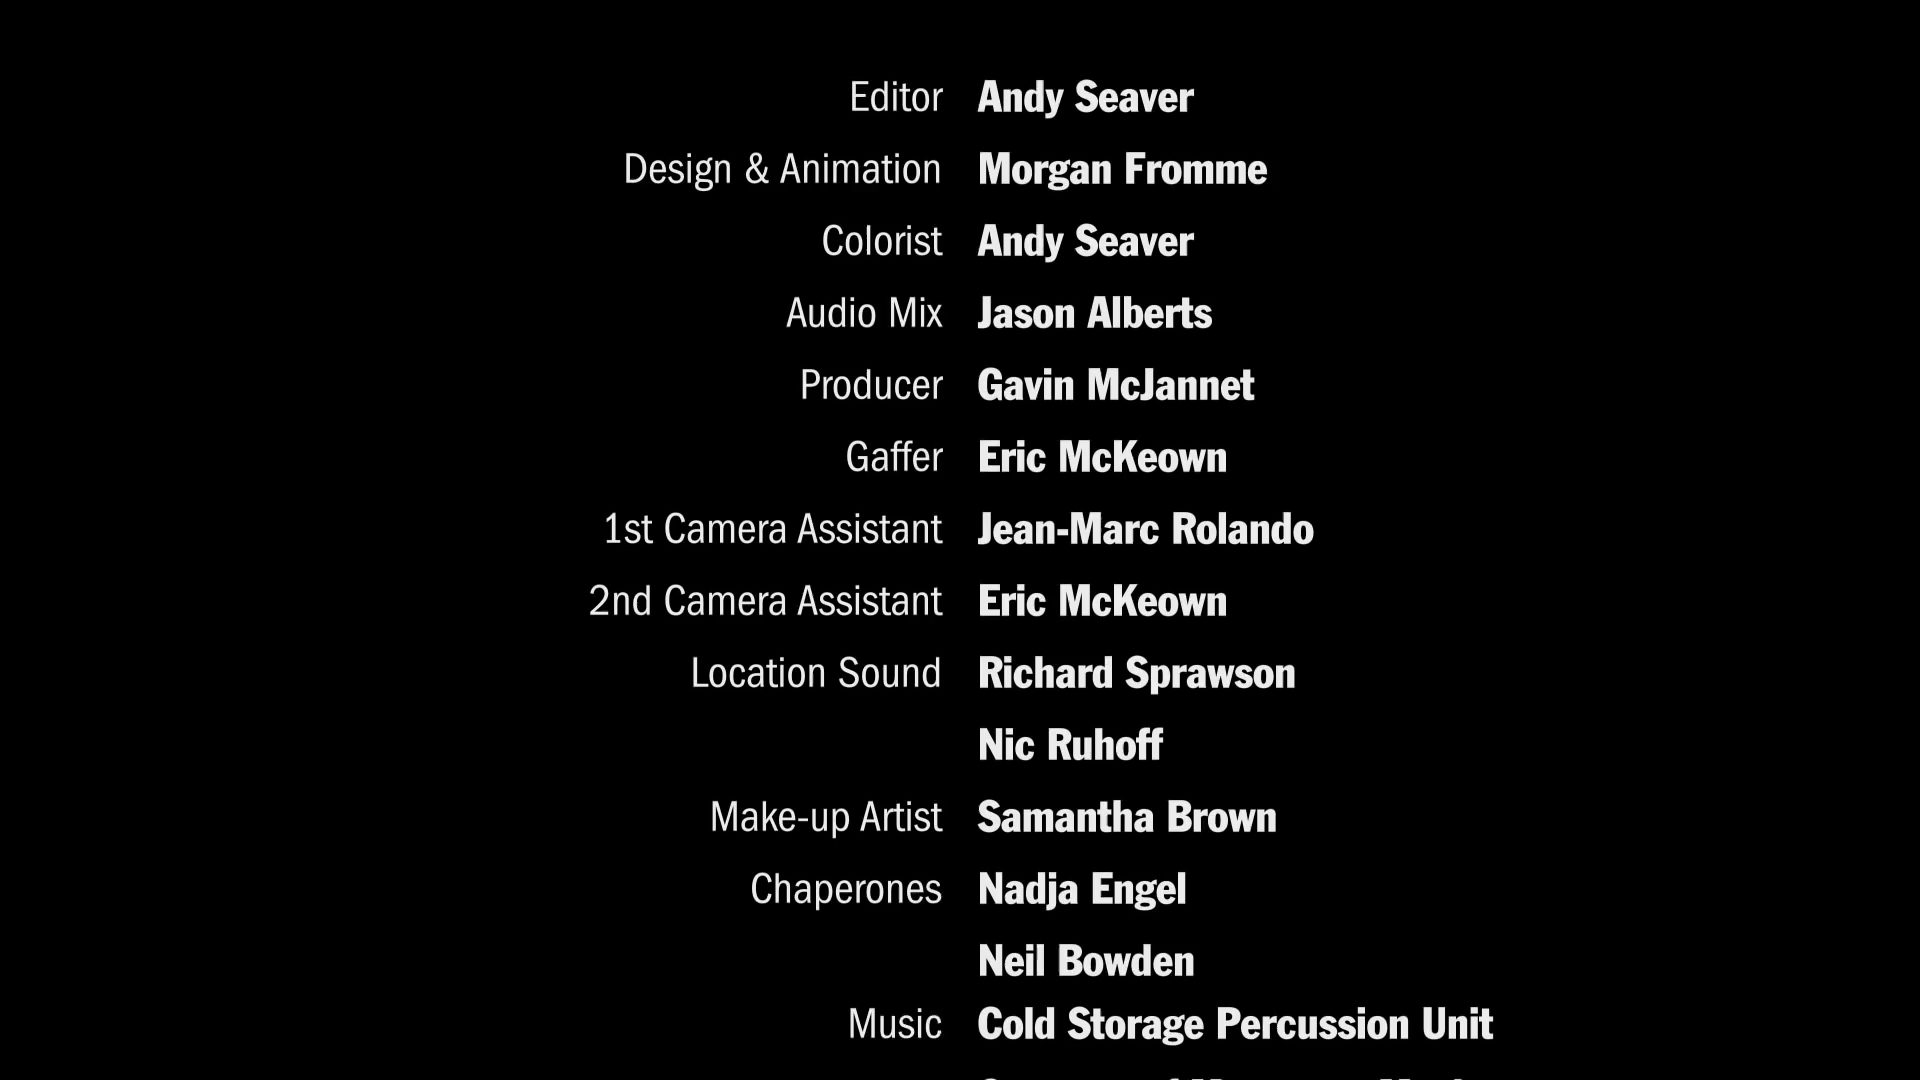 Editor Andy Seaver
Design & Animation Morgan Fromme
Colorist Andy Seaver
Audio Mix Jason Alberts
Producer Gavin McJannet
Gaffer Eric McKeown
1st Camera Assistant Jean-Marc Rolando
2nd Camera Assistant Eric McKeown
Location Sound Richard Sprawson
Nic Ruhoff
Make-up Artist Samantha Brown
Chaperones Nadja Engel
Neil Bowden
Music Cold Storage Percussion Unit